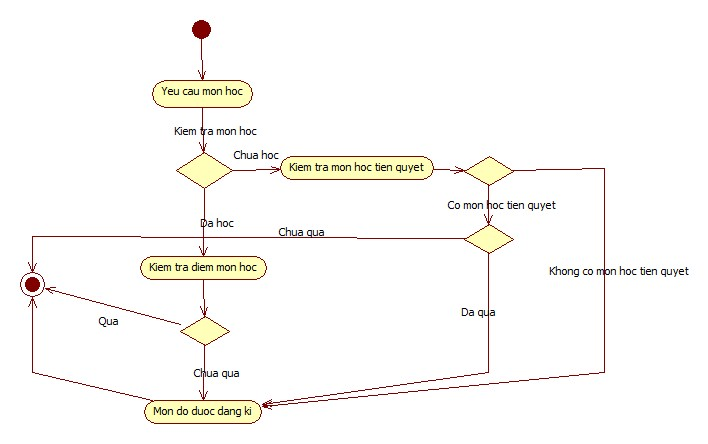 Yeu cau mon hoc
Kiem tra mon hoc
Chua hoc
Kiem tra mon hoc tien quyet
Co mon hoc tien quyet
Da hoc
Chua qua
Kiem tra diem mon hoc
Khong co mon hoc tien quyet
Qua
Da qua
Chua qua
Mon do duoc dang ki